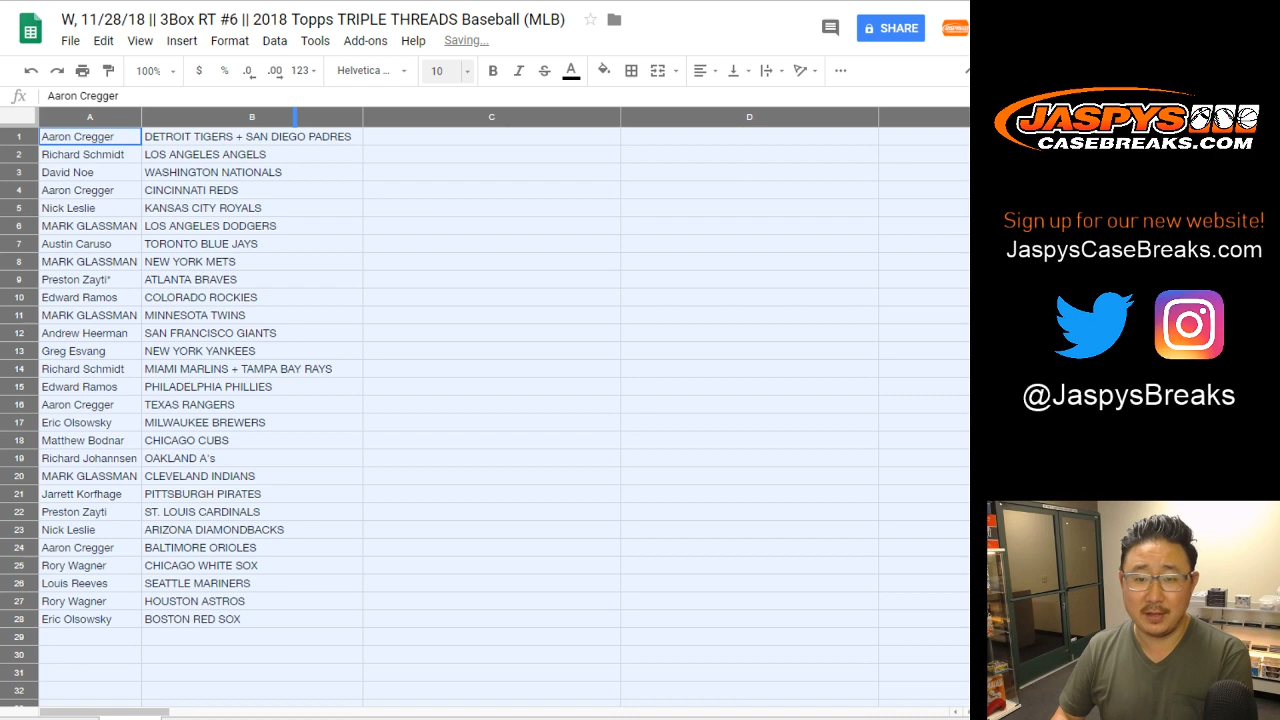 W, 11/28/18 || 3Box RT #6 || 2018 Topps TRIPLE THREADS Baseball (MLB)
File Edit View Insert Format Data Tools Add-ons Help Saving...
SHARE
100% $ % .0 .00 123 Helvetica ... 10 B I S A
fx Aaron Cregger
A B C D
1 Aaron Cregger DETROIT TIGERS + SAN DIEGO PADRES
2 Richard Schmidt LOS ANGELES ANGELS
3 David Noe WASHINGTON NATIONALS
4 Aaron Cregger CINCINNATI REDS
5 Nick Leslie KANSAS CITY ROYALS
6 MARK GLASSMAN LOS ANGELES DODGERS
7 Austin Caruso TORONTO BLUE JAYS
8 MARK GLASSMAN NEW YORK METS
9 Preston Zayti* ATLANTA BRAVES
10 Edward Ramos COLORADO ROCKIES
11 MARK GLASSMAN MINNESOTA TWINS
12 Andrew Heerman SAN FRANCISCO GIANTS
13 Greg Esvang NEW YORK YANKEES
14 Richard Schmidt MIAMI MARLINS + TAMPA BAY RAYS
15 Edward Ramos PHILADELPHIA PHILLIES
16 Aaron Cregger TEXAS RANGERS
17 Eric Olsowsky MILWAUKEE BREWERS
18 Matthew Bodnar CHICAGO CUBS
19 Richard Johannsen OAKLAND A's
20 MARK GLASSMAN CLEVELAND INDIANS
21 Jarrett Korfhage PITTSBURGH PIRATES
22 Preston Zayti ST. LOUIS CARDINALS
23 Nick Leslie ARIZONA DIAMONDBACKS
24 Aaron Cregger BALTIMORE ORIOLES
25 Rory Wagner CHICAGO WHITE SOX
26 Louis Reeves SEATTLE MARINERS
27 Rory Wagner HOUSTON ASTROS
28 Eric Olsowsky BOSTON RED SOX
29
30
31
32
JASPYS
CASEBREAKS.COM
Sign up for our new website!
JaspysCaseBreaks.com
@JaspysBreaks